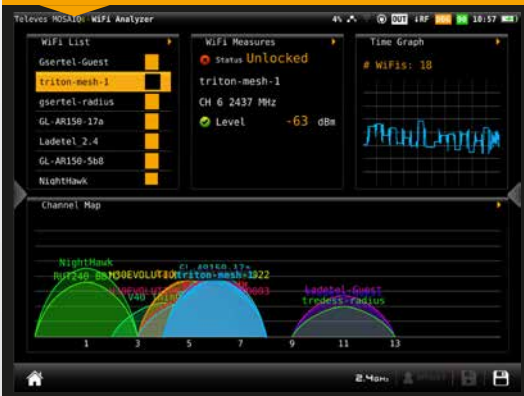 Televes MOSAIQ6 WiFi Analyzer 4% OUT 10:57
WiFi List
Gsertel-Guest
triton-mesh-1
gsertel-radius
GL-AR150-17a
Ladetel_2.4
GL-AR150-5b8
NightHawk
WiFi Measures
Status Unlocked
triton-mesh-1
CH 6 2437 MHz
Level -63 dBm
Time Graph
# WiFis: 18
Channel Map
NightHawk
triton-mesh-1
Ladetel-Guest
tredess-radius
1 3 5 7 9 11 13
2.4GHz